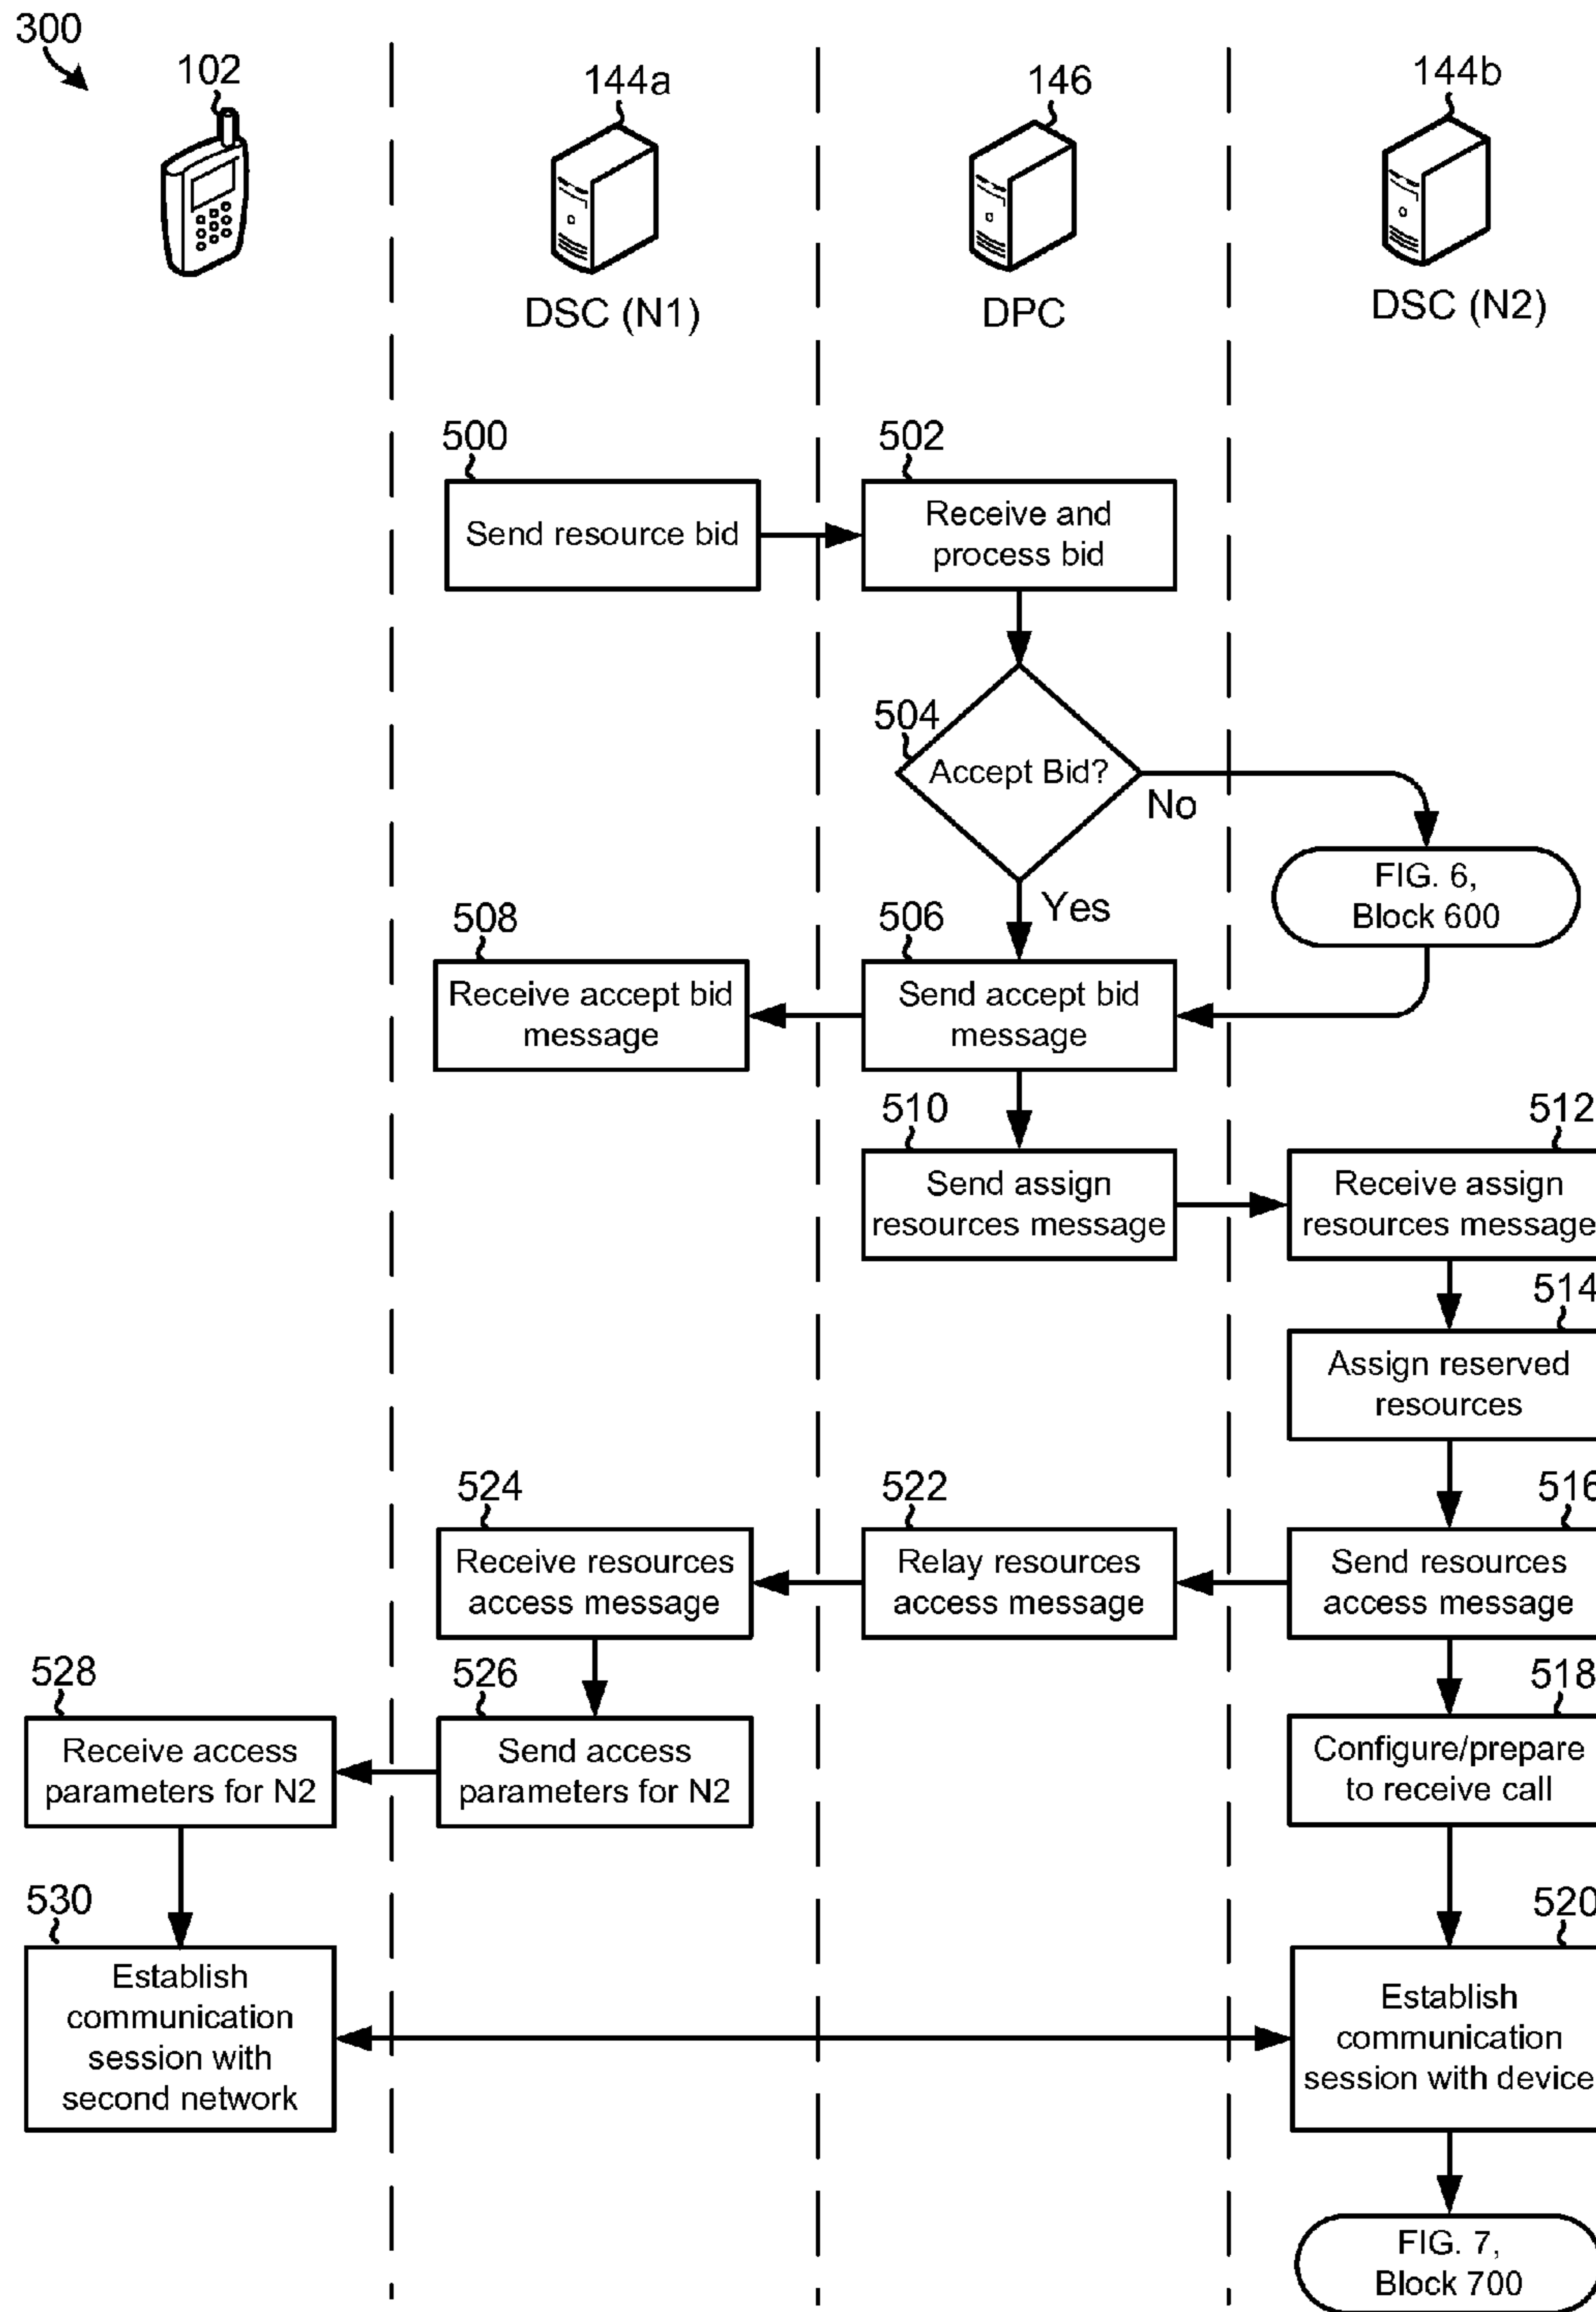 300
102
144a
146
144b
DSC (N1)
DPC
DSC (N2)
500
502
Send resource bid
Receive and
process bid
504
Accept Bid?
No
Yes
FIG. 6,
Block 600
508
506
Receive accept bid
message
Send accept bid
message
510
512
Send assign
resources message
Receive assign
resources message
514
Assign reserved
resources
524
522
516
Receive resources
access message
Relay resources
access message
Send resources
access message
528
526
518
Receive access
parameters for N2
Send access
parameters for N2
Configure/prepare
to receive call
530
520
Establish
communication
session with
second network
Establish
communication
session with device
FIG. 7,
Block 700